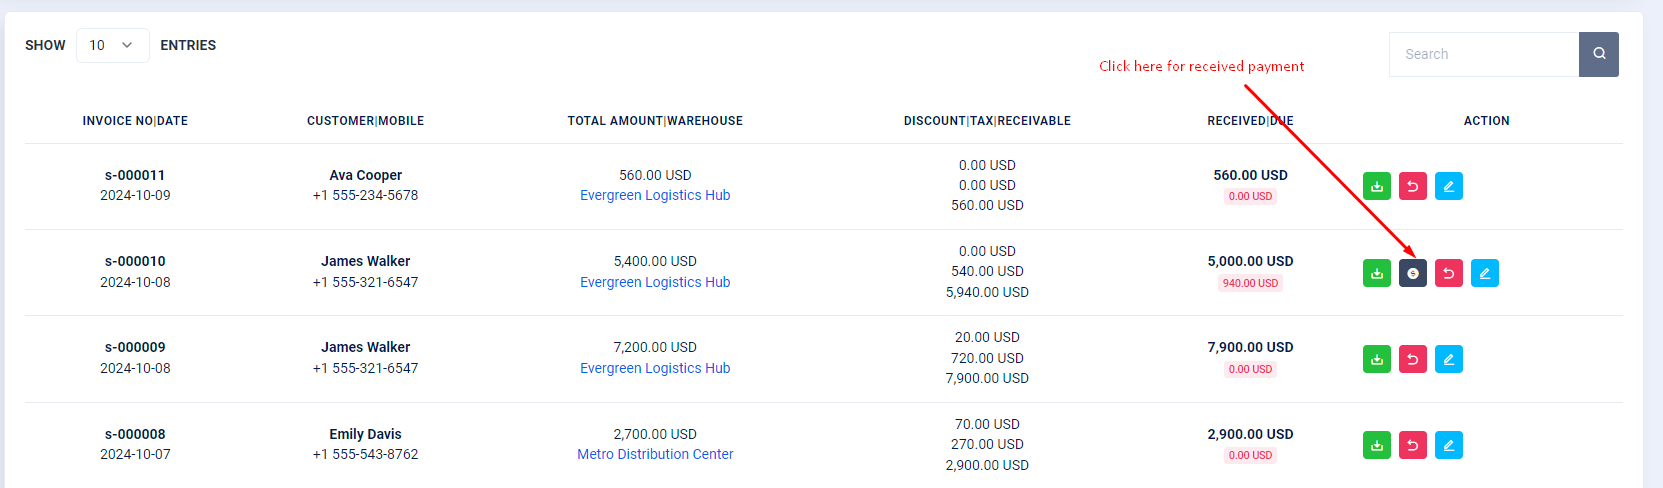 SHOW 10 ENTRIES
Search
Click here for received payment
INVOICE NO|DATE CUSTOMER|MOBILE TOTAL AMOUNT|WAREHOUSE DISCOUNT|TAX|RECEIVABLE RECEIVED|DUE ACTION
0.00 USD
s-000011 Ava Cooper 560.00 USD 0.00 USD 560.00 USD
2024-10-09 +1 555-234-5678 Evergreen Logistics Hub 560.00 USD 0.00 USD
0.00 USD
s-000010 James Walker 5,400.00 USD 540.00 USD 5,000.00 USD
2024-10-08 +1 555-321-6547 Evergreen Logistics Hub 5,940.00 USD 940.00 USD
20.00 USD
s-000009 James Walker 7,200.00 USD 720.00 USD 7,900.00 USD
2024-10-08 +1 555-321-6547 Evergreen Logistics Hub 7,900.00 USD 0.00 USD
70.00 USD
s-000008 Emily Davis 2,700.00 USD 270.00 USD 2,900.00 USD
2024-10-07 +1 555-543-8762 Metro Distribution Center 2,900.00 USD 0.00 USD